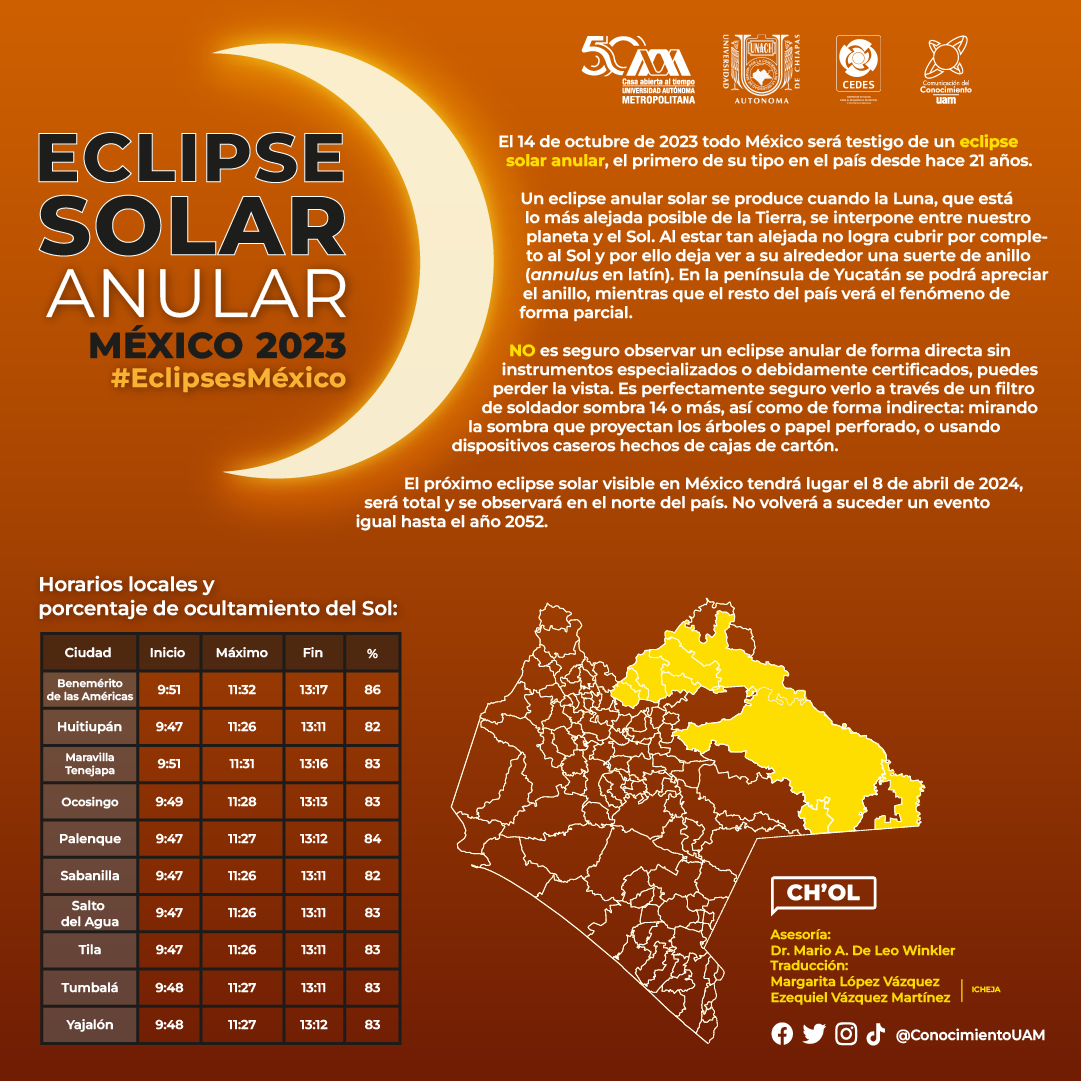 50
Casa abierta al tiempo
UNIVERSIDAD AUTÓNOMA
METROPOLITANA
UNIVERSIDAD
UNACH
DE CHIAPAS
AUTONOMA
CEDES
Comunicación del
Conocimiento
uam
ECLIPSE
SOLAR
ANULAR
MÉXICO 2023
#EclipsesMéxico
El 14 de octubre de 2023 todo México será testigo de un eclipse
solar anular, el primero de su tipo en el país desde hace 21 años.
Un eclipse anular solar se produce cuando la Luna, que está
lo más alejada posible de la Tierra, se interpone entre nuestro
planeta y el Sol. Al estar tan alejada no logra cubrir por comple-
to al Sol y por ello deja ver a su alrededor una suerte de anillo
(annulus en latín). En la península de Yucatán se podrá apreciar
el anillo, mientras que el resto del país verá el fenómeno de
forma parcial.
NO es seguro observar un eclipse anular de forma directa sin
instrumentos especializados o debidamente certificados, puedes
perder la vista. Es perfectamente seguro verlo a través de un filtro
de soldador sombra 14 o más, así como de forma indirecta: mirando
la sombra que proyectan los árboles o papel perforado, o usando
dispositivos caseros hechos de cajas de cartón.
El próximo eclipse solar visible en México tendrá lugar el 8 de abril de 2024,
será total y se observará en el norte del país. No volverá a suceder un evento
igual hasta el año 2052.
Horarios locales y
porcentaje de ocultamiento del Sol:
Ciudad Inicio Máximo Fin %
Benemérito
de las Américas 9:51 11:32 13:17 86
Huitiupán 9:47 11:26 13:11 82
Maravilla
Tenejapa 9:51 11:31 13:16 83
Ocosingo 9:49 11:28 13:13 83
Palenque 9:47 11:27 13:12 84
Sabanilla 9:47 11:26 13:11 82
Salto
del Agua 9:47 11:26 13:11 83
Tila 9:47 11:26 13:11 83
Tumbalá 9:48 11:27 13:11 83
Yajalón 9:48 11:27 13:12 83
CH'OL
Asesoría:
Dr. Mario A. De Leo Winkler
Traducción:
Margarita López Vázquez
Ezequiel Vázquez Martínez
ICHEJA
@ConocimientoUAM